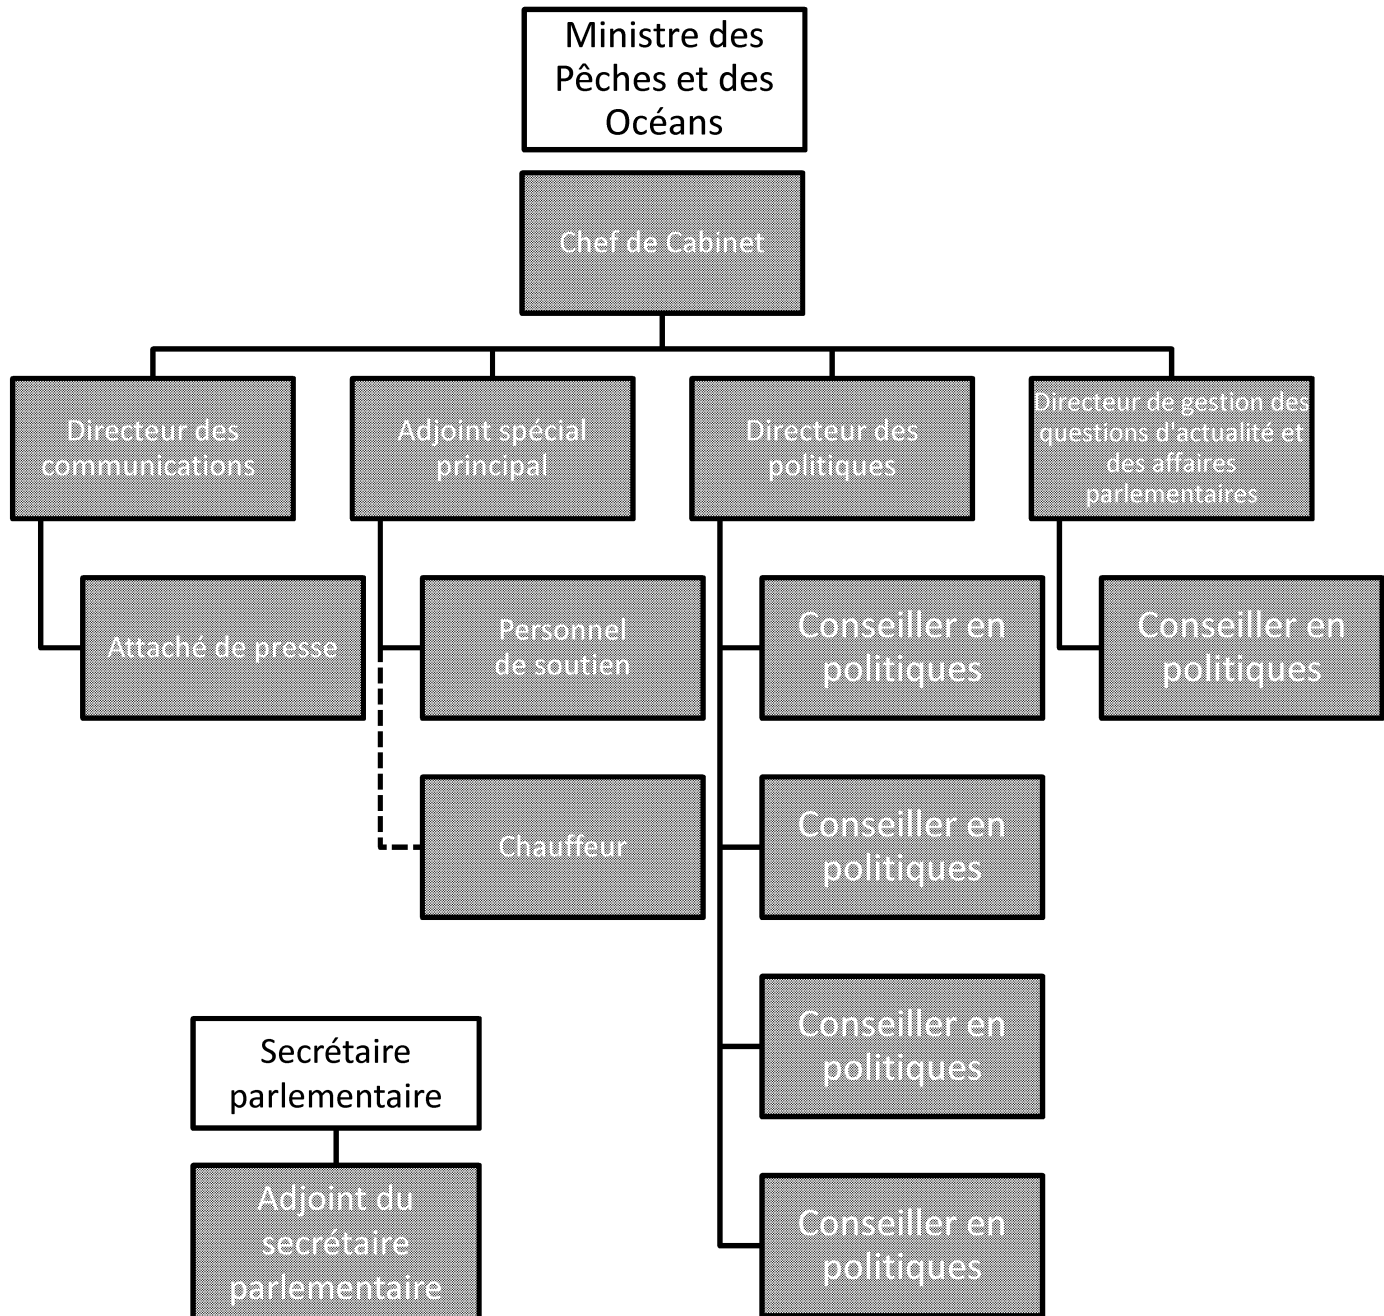 Ministre des
Pêches et des
Océans
Chef de Cabinet
Directeur des
communications
Adjoint spécial
principal
Directeur des
politiques
Directeur de gestion des
questions d'actualité et
des affaires
parlementaires
Attaché de presse
Personnel
de soutien
Conseiller en
politiques
Conseiller en
politiques
Chauffeur
Conseiller en
politiques
Conseiller en
politiques
Secrétaire
parlementaire
Adjoint du
secrétaire
parlementaire
Conseiller en
politiques